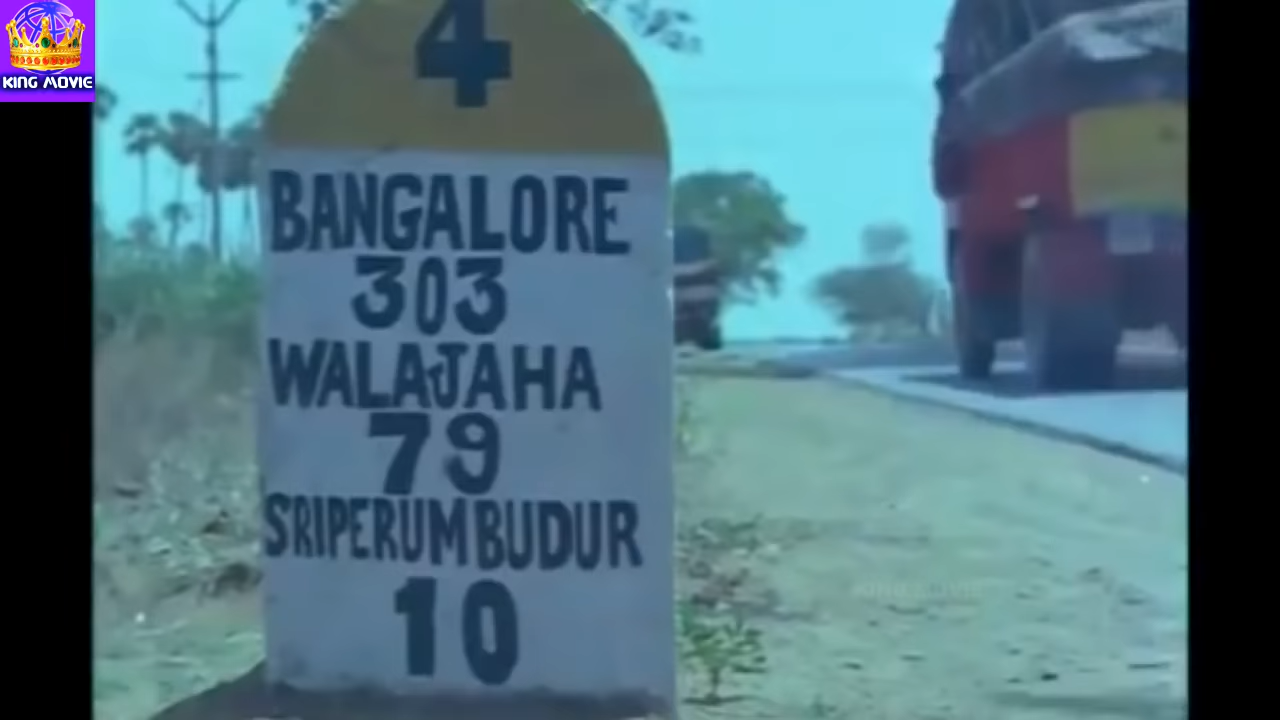 KING MOVIE
4
BANGALORE
303
WALAJAHA
79
SRIPERUMBUDUR
10